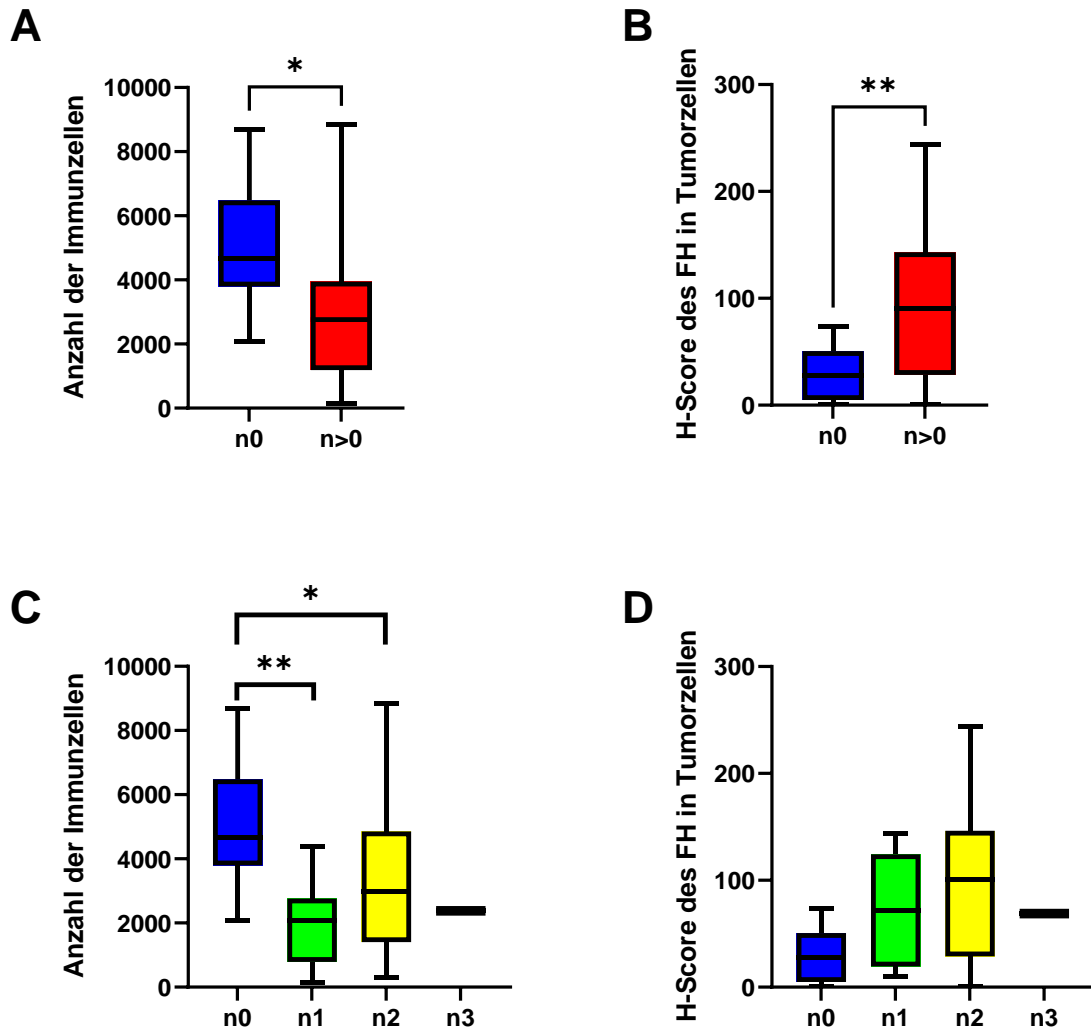 A
Anzahl der Immunzellen
*
10000
8000
6000
4000
2000
0
n0 n>0
B
H-Score des FH in Tumorzellen
**
300
200
100
0
n0 n>0
C
Anzahl der Immunzellen
*
**
10000
8000
6000
4000
2000
0
n0 n1 n2 n3
D
H-Score des FH in Tumorzellen
300
200
100
0
n0 n1 n2 n3